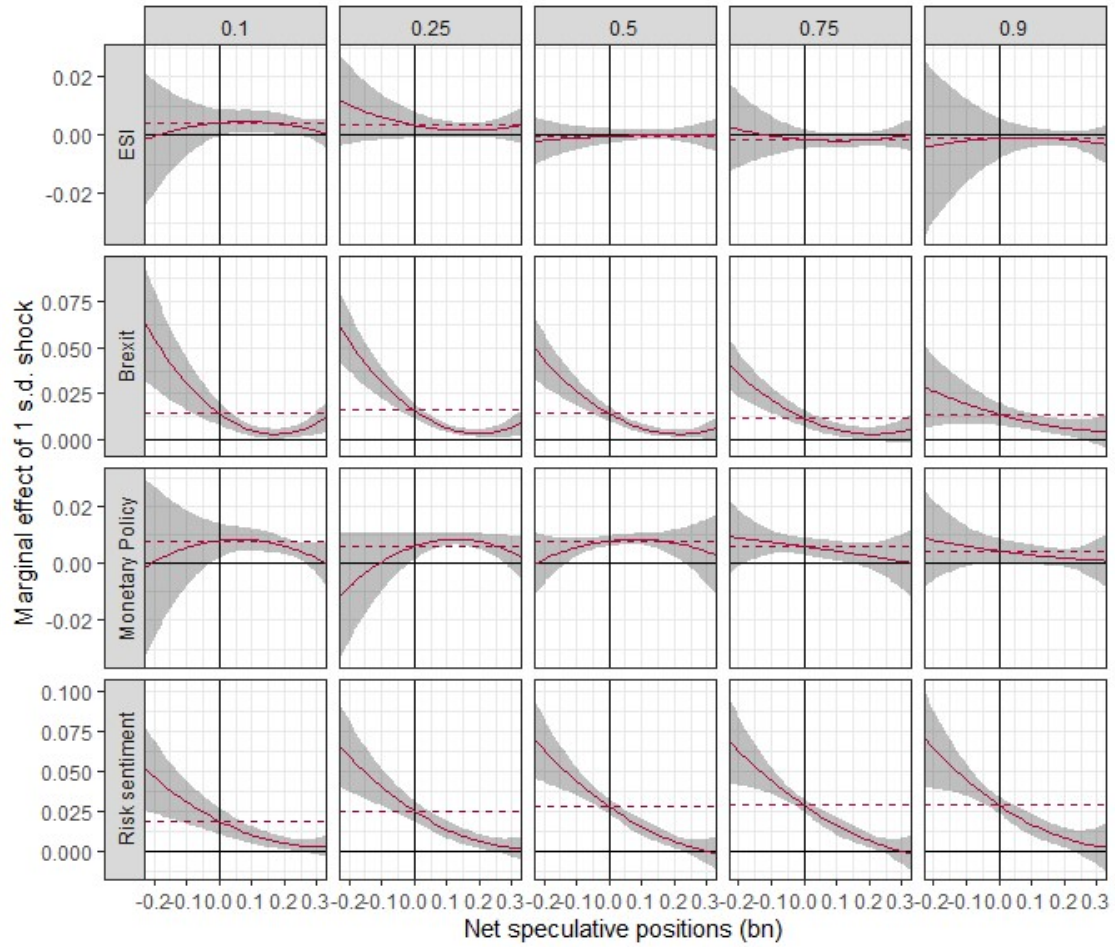 0.1 0.25 0.5 0.75 0.9
ESI
0.02
0.00
-0.02
Brexit
0.075
0.050
0.025
0.000
Monetary Policy
0.02
0.00
-0.02
Risk sentiment
0.100
0.075
0.050
0.025
0.000
Marginal effect of 1 s.d. shock
-0.2-0.10.0 0.1 0.2 0.3 -0.2-0.10.0 0.1 0.2 0.3 -0.2-0.10.0 0.1 0.2 0.3 -0.2-0.10.0 0.1 0.2 0.3 -0.2-0.10.0 0.1 0.2 0.3
Net speculative positions (bn)